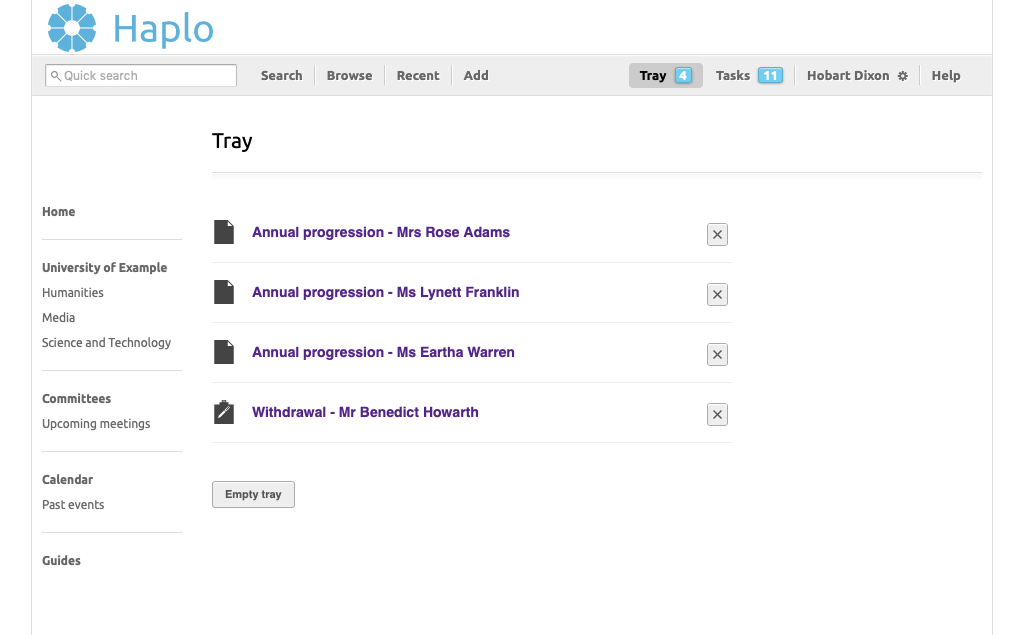 Haplo
Quick search Search Browse Recent Add Tray 4 Tasks 11 Hobart Dixon Help
Tray
Home
University of Example
Humanities
Media
Science and Technology
Committees
Upcoming meetings
Calendar
Past events
Guides
Annual progression - Mrs Rose Adams
Annual progression - Ms Lynett Franklin
Annual progression - Ms Eartha Warren
Withdrawal - Mr Benedict Howarth
Empty tray